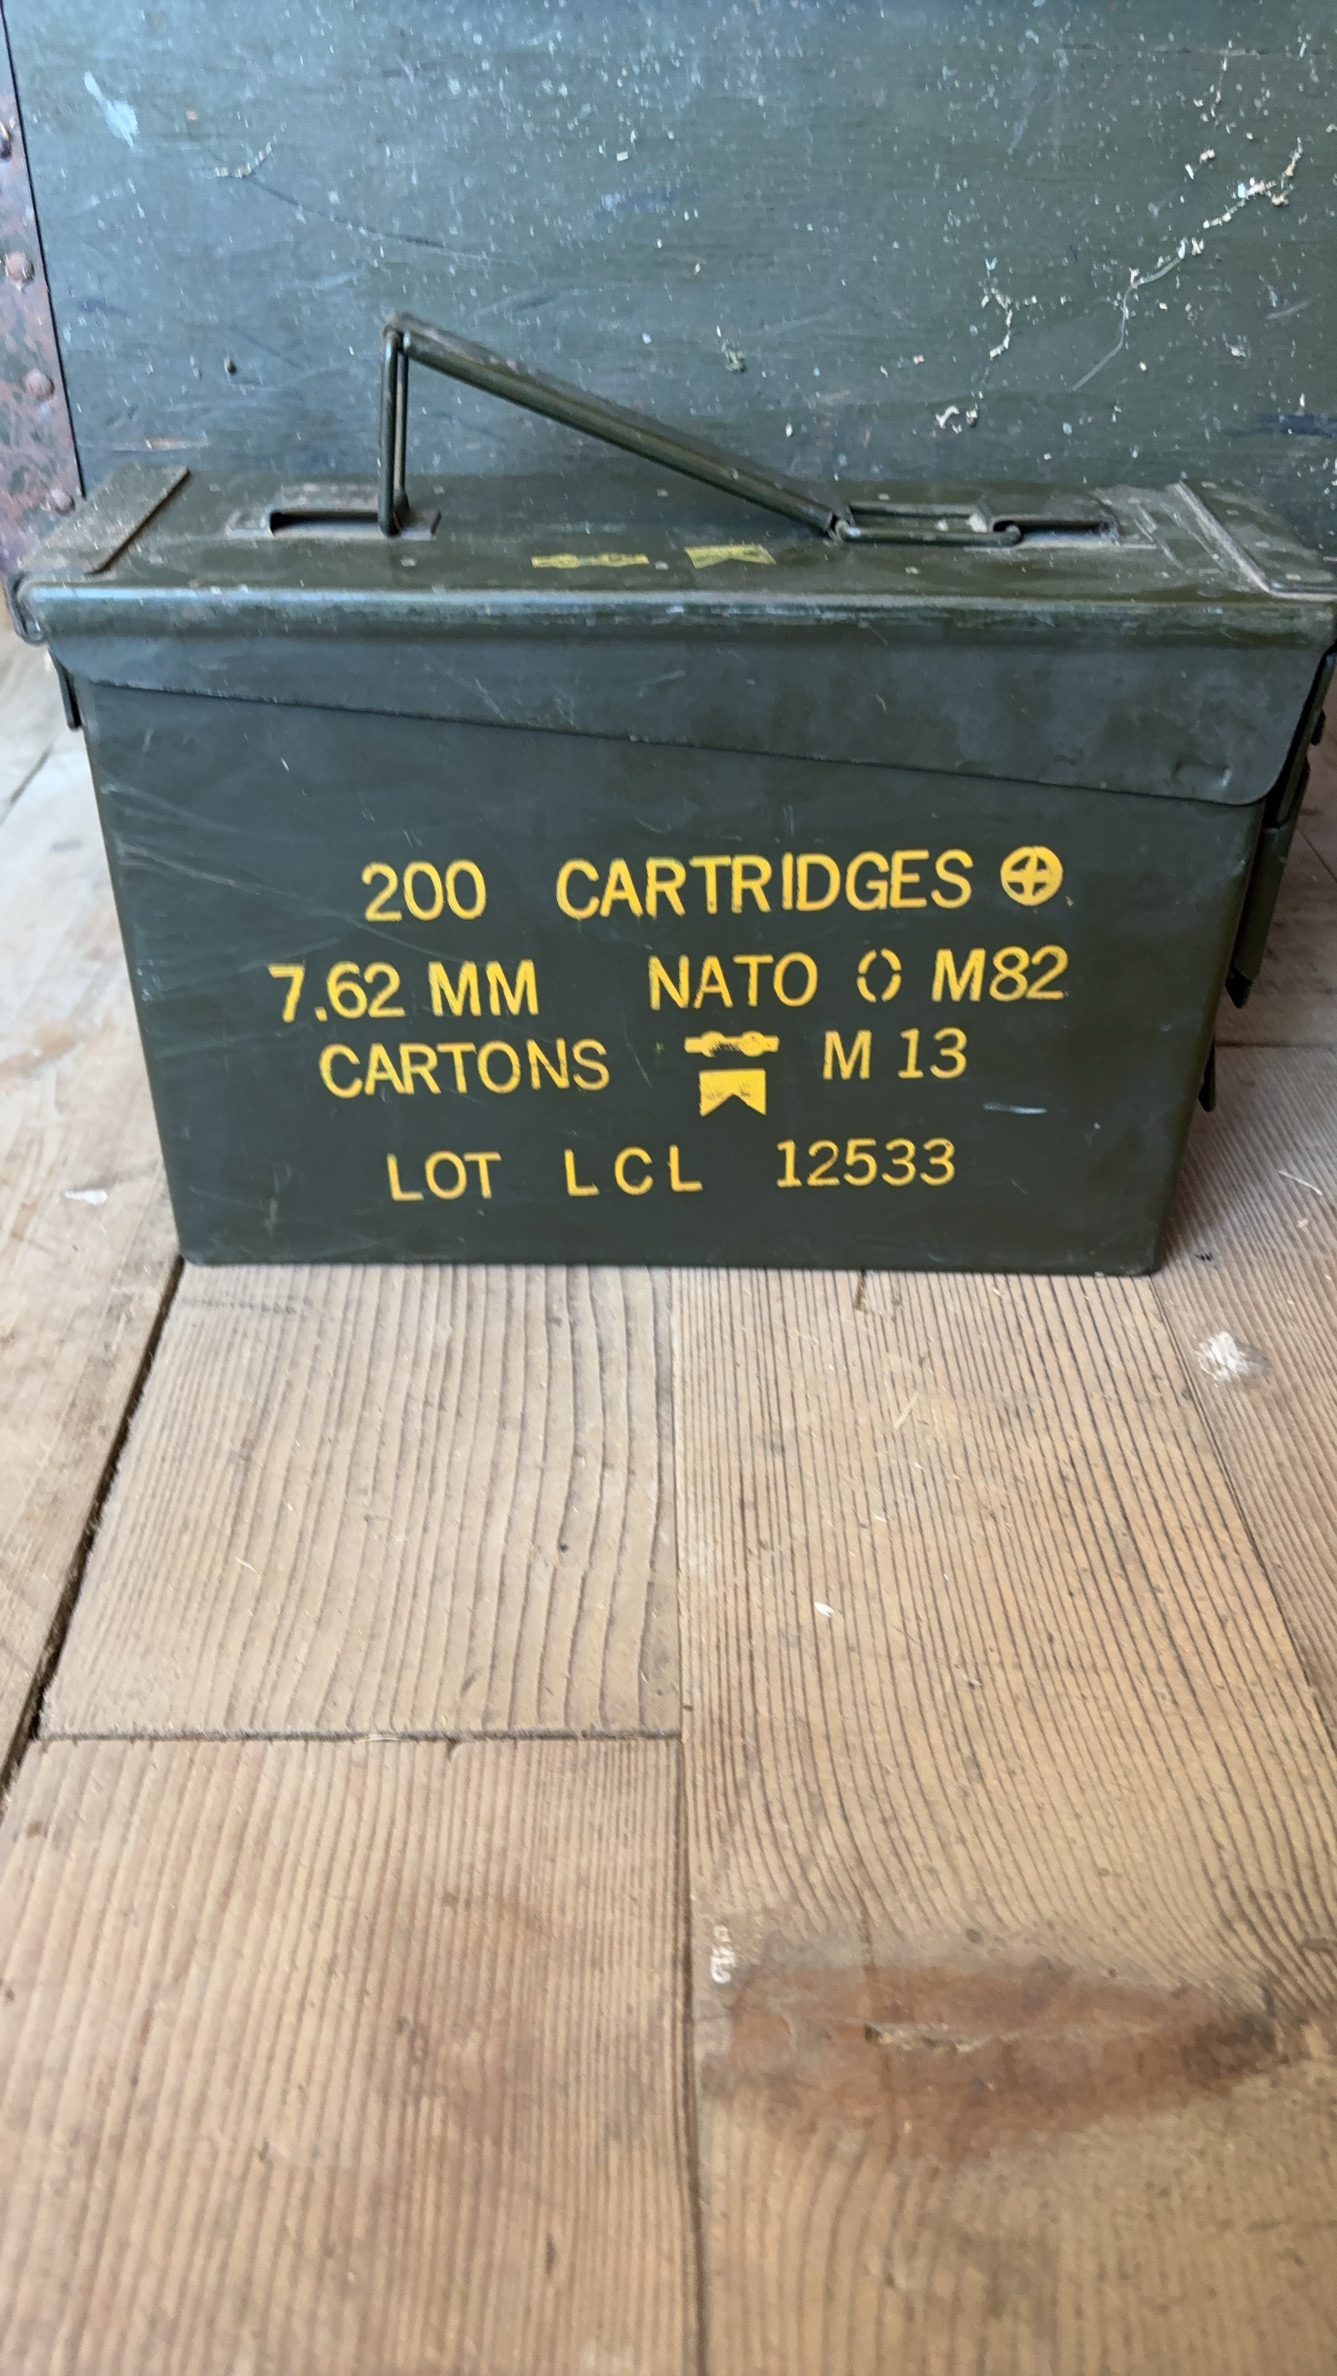 200 CARTRIDGES
7.62 MM NATO M82
CARTONS M 13
LOT LCL 12533